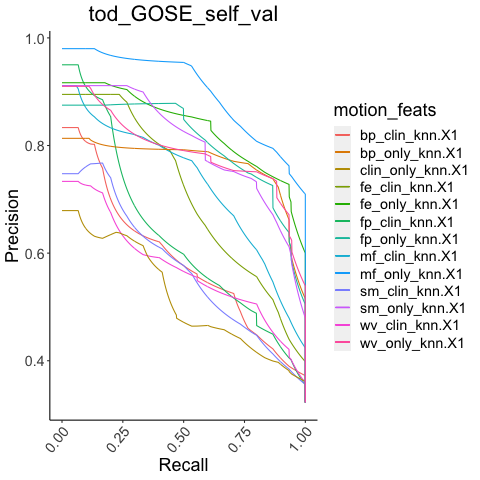 tod_GOSE_self_val
1.0
0.8
0.6
0.4
Precision
0.00
0.25
0.50
0.75
1.00
Recall
motion_feats
bp_clin_knn.X1
bp_only_knn.X1
clin_only_knn.X1
fe_clin_knn.X1
fe_only_knn.X1
fp_clin_knn.X1
fp_only_knn.X1
mf_clin_knn.X1
mf_only_knn.X1
sm_clin_knn.X1
sm_only_knn.X1
wv_clin_knn.X1
wv_only_knn.X1